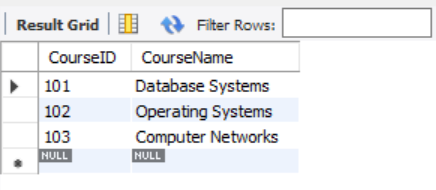 Result Grid Filter Rows:
CourseID CourseName
101 Database Systems
102 Operating Systems
103 Computer Networks
NULL NULL